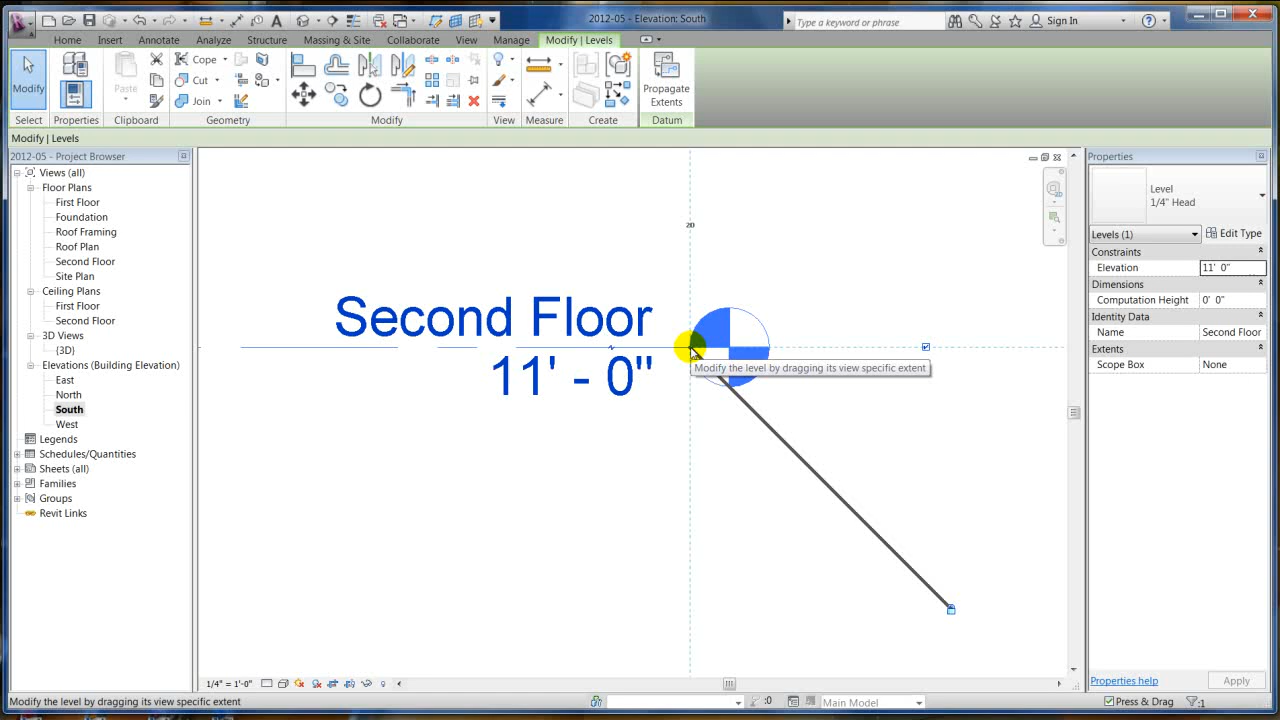 2012-05 - Elevation: South
Type a keyword or phrase
Sign In
Home Insert Annotate Analyze Structure Massing & Site Collaborate View Manage Modify | Levels
Modify
Paste
Cope
Cut
Join
Propagate
Extents
Select Properties Clipboard Geometry Modify View Measure Create Datum
Modify | Levels
2012-05 - Project Browser
Views (all)
Floor Plans
First Floor
Foundation
Roof Framing
Roof Plan
Second Floor
Site Plan
Ceiling Plans
First Floor
Second Floor
3D Views
{3D}
Elevations (Building Elevation)
East
North
South
West
Legends
Schedules/Quantities
Sheets (all)
Families
Groups
Revit Links
2D
Second Floor
11' - 0"
Modify the level by dragging its view specific extent
Properties
Level
1/4" Head
Levels (1)
Edit Type
Constraints
Elevation 11' 0"
Dimensions
Computation Height 0' 0"
Identity Data
Name Second Floor
Extents
Scope Box None
Properties help
Apply
1/4" = 1'-0"
Modify the level by dragging its view specific extent
:0
Main Model
Press & Drag
:1